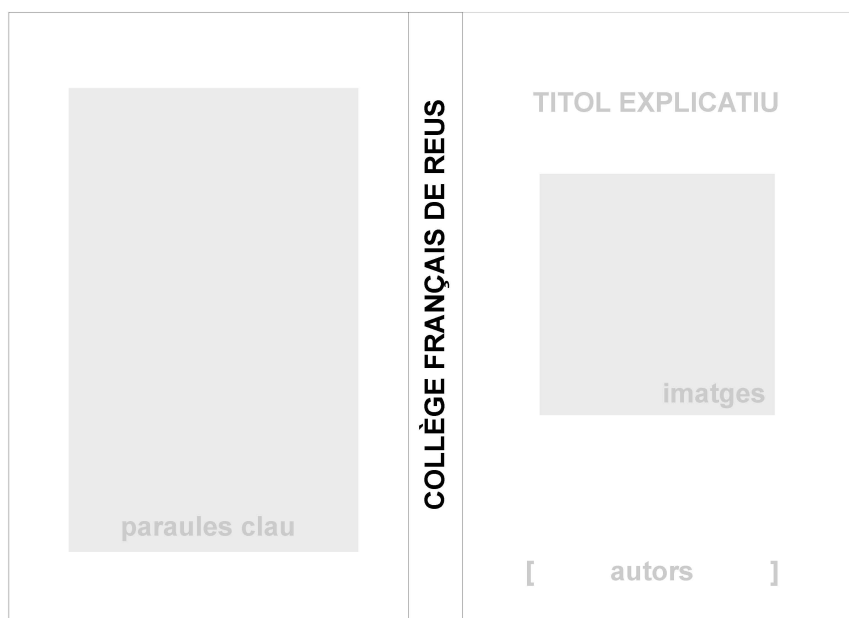 paraules clau
COLLÈGE FRANÇAIS DE REUS
TITOL EXPLICATIU
imatges
[ autors ]